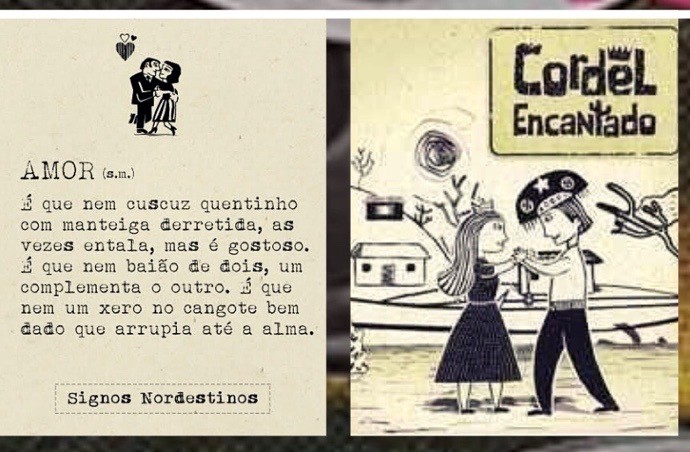 AMOR (s.m.)
É que nem cuscuz quentinho
com manteiga derretida, as
vezes entala, mas é gostoso.
É que nem baião de dois, um
complementa o outro. É que
nem um xero no cangote bem
dado que arrupia até a alma.
Signos Nordestinos
Cordel
Encantado